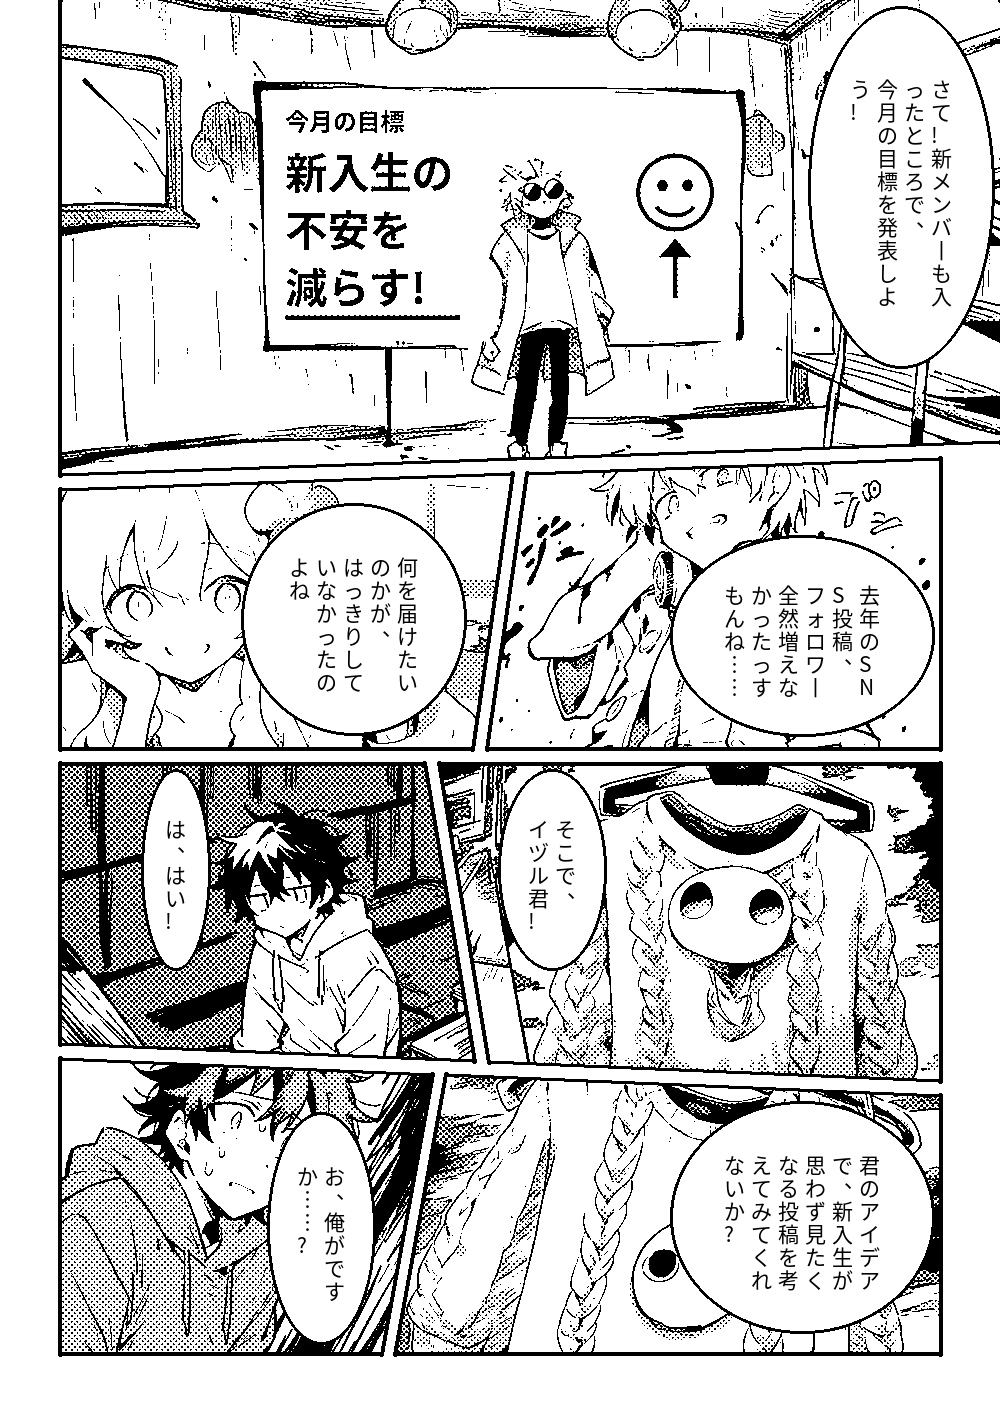 さて!新メンバーも入
ったところで、
今月の目標を発表しよ
う!
今月の目標
新入生の
不安を
減らす!
去年のSN
S投稿、
フォロワー
全然増えな
かったっす
もんね……
何を届けたい
のかが、
はっきりして
いなかったの
よね
そこで、
イヅル君!
は、はい!
君のアイデア
で、新入生が
思わず見たく
なる投稿を考
えてみてくれ
ないか?
お、俺がです
か……?